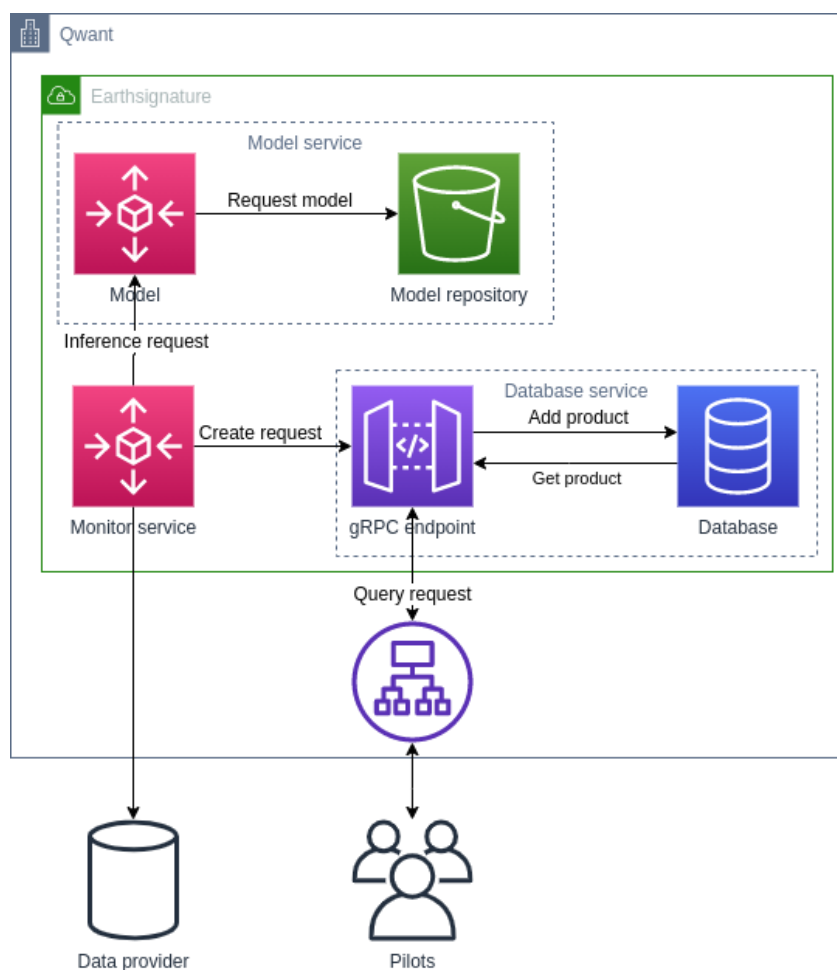 Qwant
Earthsignature
Model service
Request model
Model
Model repository
Inference request
Database service
Add product
Create request
Get product
Monitor service
gRPC endpoint
Database
Query request
Data provider
Pilots